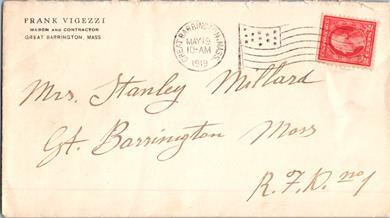 FRANK VIGEZZI
MASON AND CONTRACTOR
GREAT BARRINGTON, MASS
GREAT BARRINGTON, MASS.
MAY 19
10-AM
1919
Mrs. Stanley Millard
Gt. Barrington Mass
R.F.D. no 1